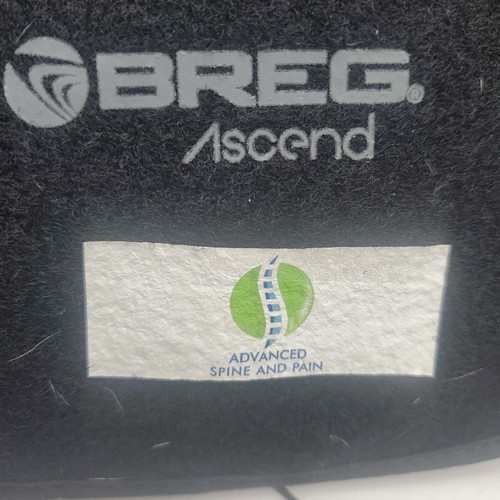 BREG®
Ascend
ADVANCED
SPINE AND PAIN